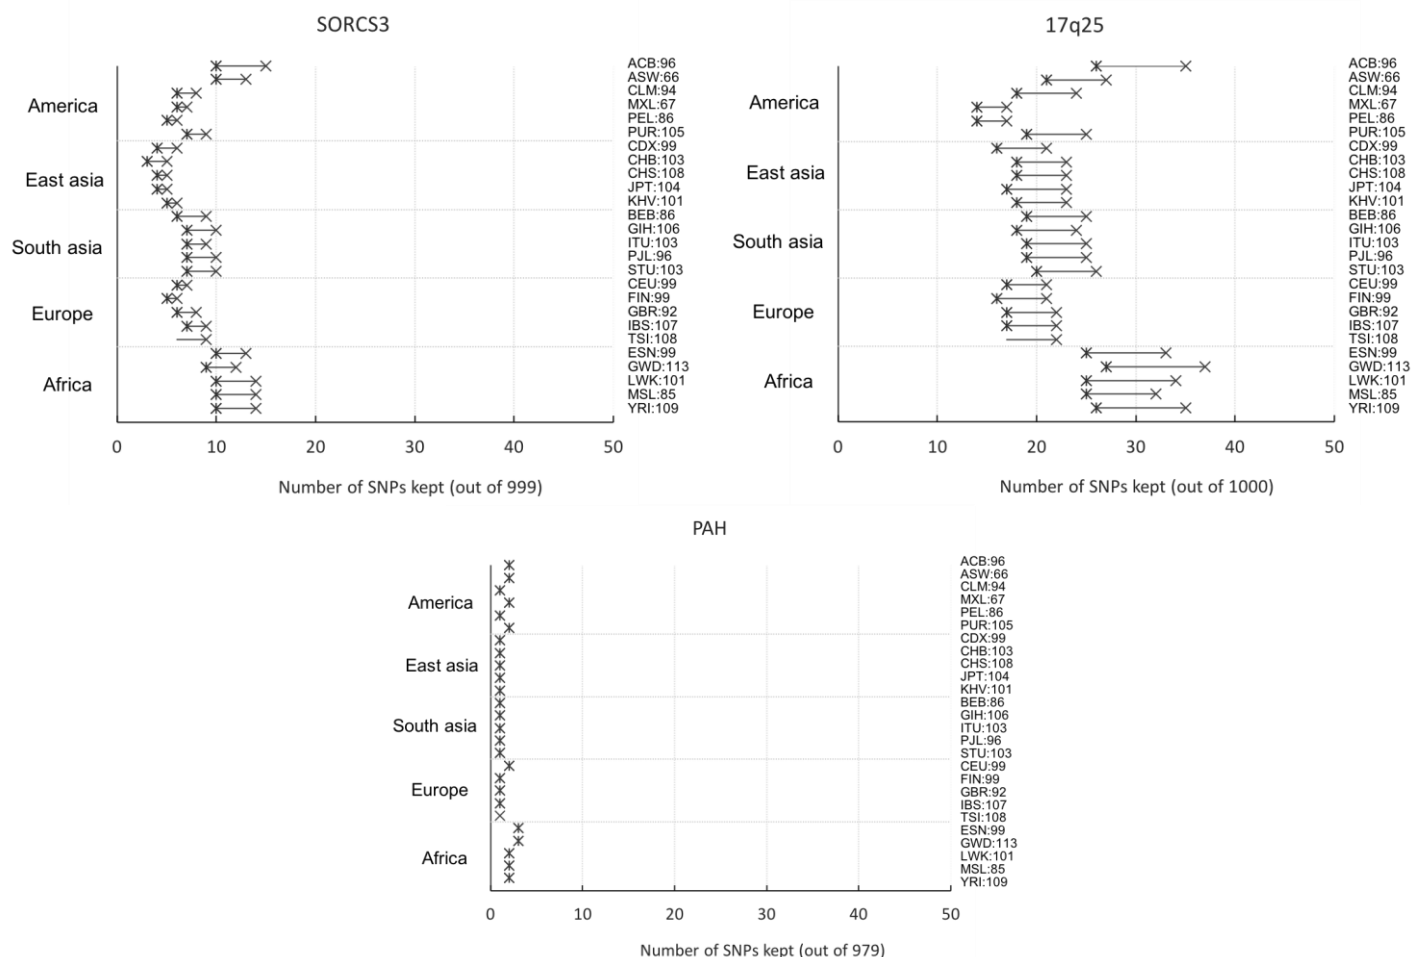 SORCS3
America
East asia
South asia
Europe
Africa
ACB:96
ASW:66
CLM:94
MXL:67
PEL:86
PUR:105
CDX:99
CHB:103
CHS:108
JPT:104
KHV:101
BEB:86
GIH:106
ITU:103
PJL:96
STU:103
CEU:99
FIN:99
GBR:92
IBS:107
TSI:108
ESN:99
GWD:113
LWK:101
MSL:85
YRI:109
0 10 20 30 40 50
Number of SNPs kept (out of 999)
17q25
America
East asia
South asia
Europe
Africa
ACB:96
ASW:66
CLM:94
MXL:67
PEL:86
PUR:105
CDX:99
CHB:103
CHS:108
JPT:104
KHV:101
BEB:86
GIH:106
ITU:103
PJL:96
STU:103
CEU:99
FIN:99
GBR:92
IBS:107
TSI:108
ESN:99
GWD:113
LWK:101
MSL:85
YRI:109
0 10 20 30 40 50
Number of SNPs kept (out of 1000)
PAH
America
East asia
South asia
Europe
Africa
ACB:96
ASW:66
CLM:94
MXL:67
PEL:86
PUR:105
CDX:99
CHB:103
CHS:108
JPT:104
KHV:101
BEB:86
GIH:106
ITU:103
PJL:96
STU:103
CEU:99
FIN:99
GBR:92
IBS:107
TSI:108
ESN:99
GWD:113
LWK:101
MSL:85
YRI:109
0 10 20 30 40 50
Number of SNPs kept (out of 979)